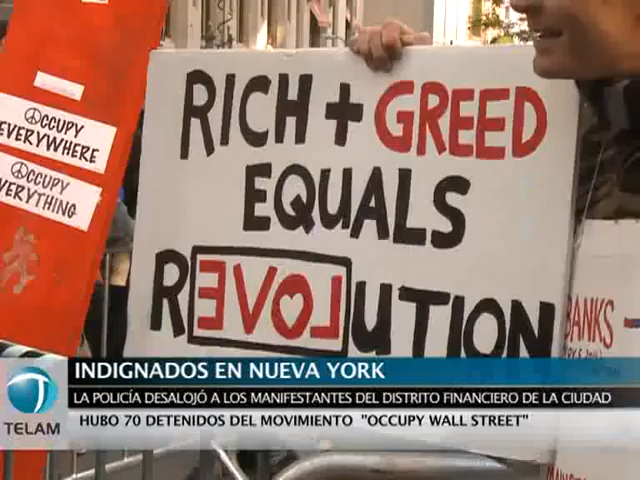 RICH + GREED
EQUALS
REVOLUTION
OCCUPY
EVERYWHERE
OCCUPY
EVERYTHING
BANKS
INDIGNADOS EN NUEVA YORK
LA POLICÍA DESALOJÓ A LOS MANIFESTANTES DEL DISTRITO FINANCIERO DE LA CIUDAD
HUBO 70 DETENIDOS DEL MOVIMIENTO "OCCUPY WALL STREET"
TELAM